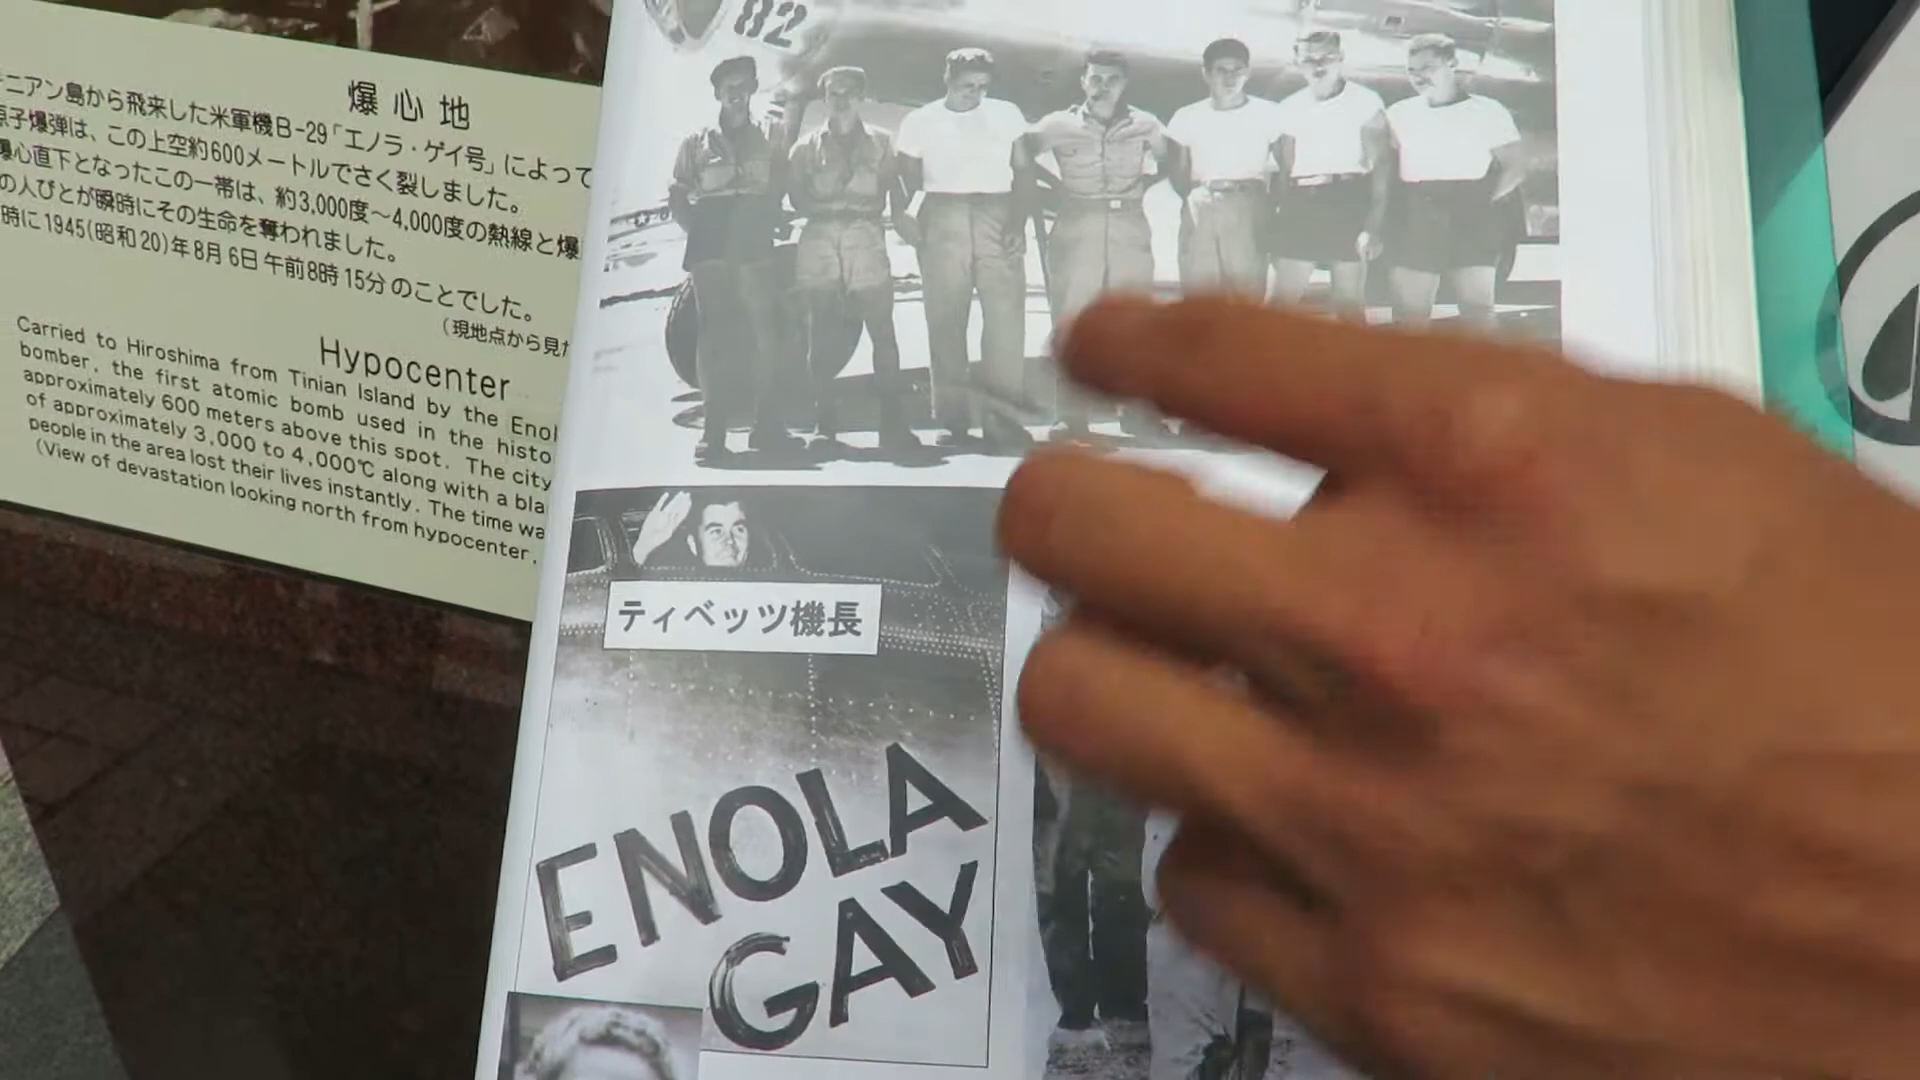 爆心地
ニアン島から飛来した米軍機B-29「エノラ・ゲイ号」によって
原子爆弾は、この上空約600メートルでさく裂しました。
爆心直下となったこの一帯は、約3,000度～4,000度の熱線と爆
の人びとが瞬時にその生命を奪われました。
時に1945(昭和20)年8月6日午前8時15分のことでした。
(現地点から見
Hypocenter
Carried to Hiroshima from Tinian Island by the Enol
bomber, the first atomic bomb used in the histo
approximately 600 meters above this spot. The city
of approximately 3,000 to 4,000℃ along with a bla
people in the area lost their lives instantly. The time wa
(View of devastation looking north from hypocenter.
82
ティベッツ機長
ENOLA
GAY